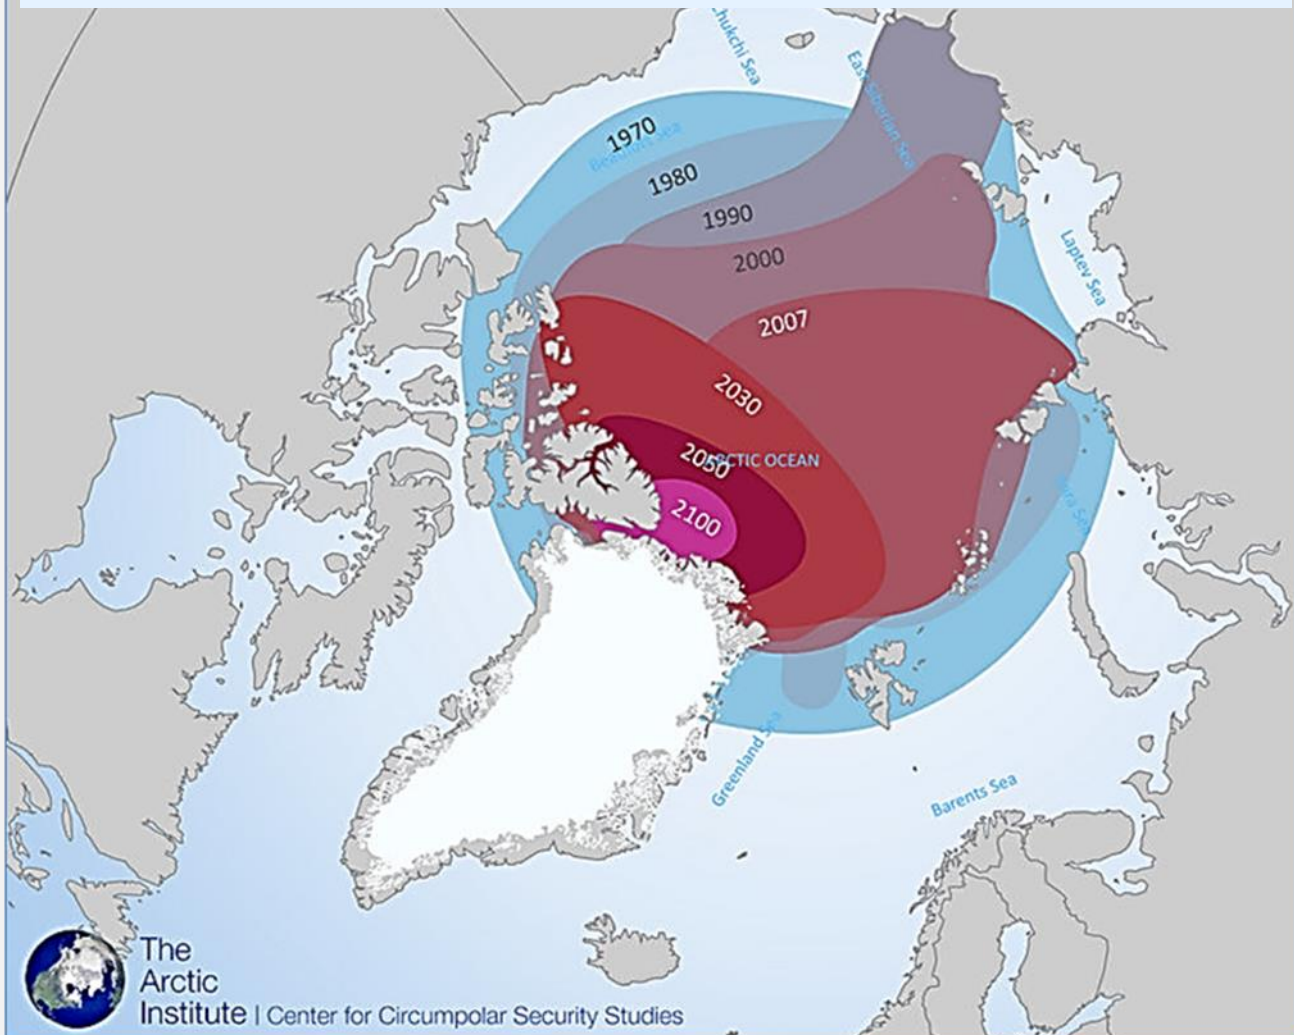 Chukchi Sea
East Siberian Sea
1970
Beaufort Sea
1980
1990
2000
Laptev Sea
2007
2030
2050
ARCTIC OCEAN
2100
Kara Sea
Greenland Sea
Barents Sea
The
Arctic
Institute | Center for Circumpolar Security Studies